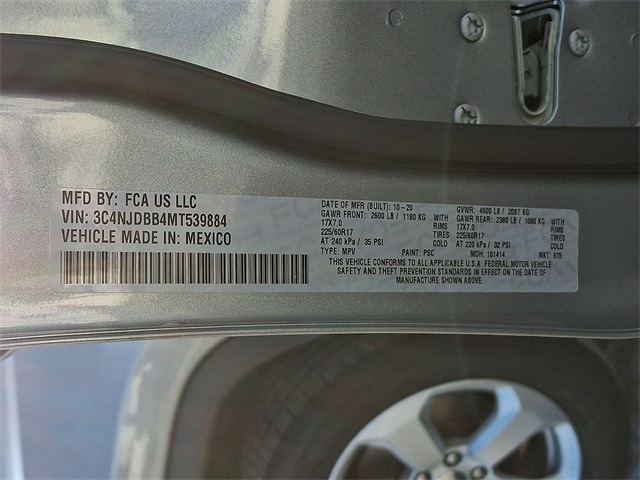 MFD BY: FCA US LLC
VIN: 3C4NJDBB4MT539884
VEHICLE MADE IN: MEXICO
DATE OF MFR (BUILT): 10-20
GAWR FRONT: 2600 LB / 1180 KG WITH
17X7.0 RIMS
225/60R17 TIRES
AT 240 kPa / 35 PSI COLD
TYPE: MPV
GVWR: 4600 LB / 2087 KG
GAWR REAR: 2380 LB / 1080 KG WITH
17X7.0 RIMS
225/60R17 TIRES
AT 220 kPa / 32 PSI COLD
PAINT: PSC MDH: 101414 MKT: 875
THIS VEHICLE CONFORMS TO ALL APPLICABLE U.S.A. FEDERAL MOTOR VEHICLE
SAFETY AND THEFT PREVENTION STANDARDS IN EFFECT ON THE DATE OF
MANUFACTURE SHOWN ABOVE.